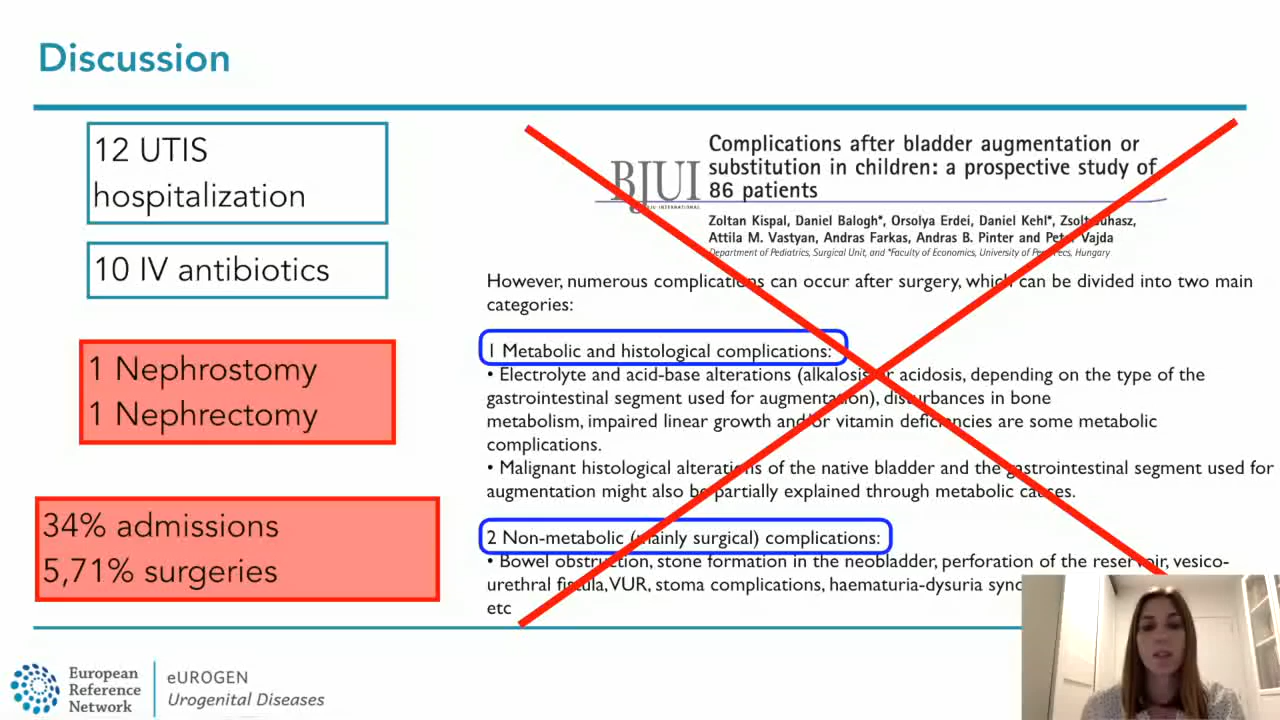 Discussion
12 UTIS
hospitalization
10 IV antibiotics
1 Nephrostomy
1 Nephrectomy
34% admissions
5,71% surgeries
BJUI
BJU INTERNATIONAL
Complications after bladder augmentation or
substitution in children: a prospective study of
86 patients
Zoltan Kispal, Daniel Balogh*, Orsolya Erdei, Daniel Kehl*, Zsolt Juhasz,
Attila M. Vastyan, Andras Farkas, Andras B. Pinter and Peter Vajda
Department of Pediatrics, Surgical Unit, and *Faculty of Economics, University of Pecs, Pecs, Hungary
However, numerous complications can occur after surgery, which can be divided into two main
categories:
1 Metabolic and histological complications:
• Electrolyte and acid-base alterations (alkalosis or acidosis, depending on the type of the
gastrointestinal segment used for augmentation), disturbances in bone
metabolism, impaired linear growth and/or vitamin deficiencies are some metabolic
complications.
• Malignant histological alterations of the native bladder and the gastrointestinal segment used for
augmentation might also be partially explained through metabolic causes.
2 Non-metabolic (mainly surgical) complications:
• Bowel obstruction, stone formation in the neobladder, perforation of the reservoir, vesico-
urethral fistula, VUR, stoma complications, haematuria-dysuria
etc
European
Reference
Network
eUROGEN
Urogenital Diseases